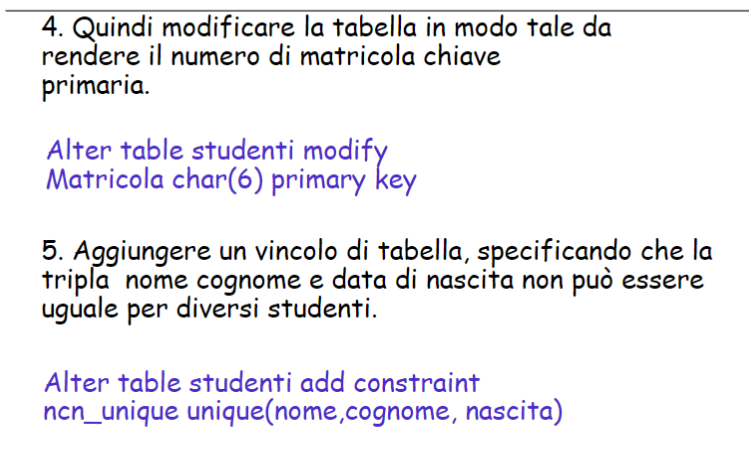 4. Quindi modificare la tabella in modo tale da
rendere il numero di matricola chiave
primaria.
Alter table studenti modify
Matricola char(6) primary key
5. Aggiungere un vincolo di tabella, specificando che la
tripla  nome cognome e data di nascita non può essere
uguale per diversi studenti.
Alter table studenti add constraint
ncn_unique unique(nome,cognome, nascita)